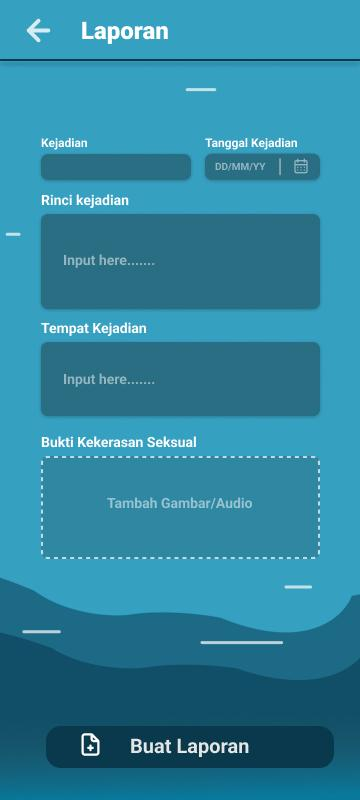 Laporan
Kejadian
Tanggal Kejadian
DD/MM/YY
Rinci kejadian
Input here.......
Tempat Kejadian
Input here.......
Bukti Kekerasan Seksual
Tambah Gambar/Audio
Buat Laporan